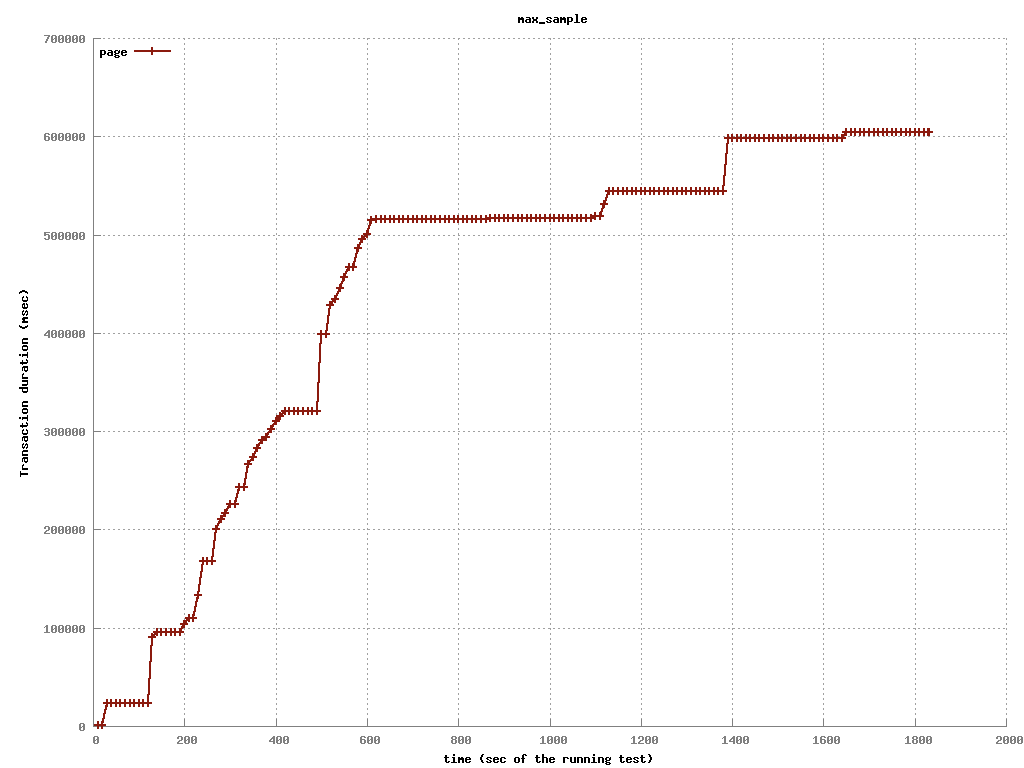 max_sample
page
700000
600000
500000
400000
300000
200000
100000
0
Transaction duration (msec)
0 200 400 600 800 1000 1200 1400 1600 1800 2000
time (sec of the running test)